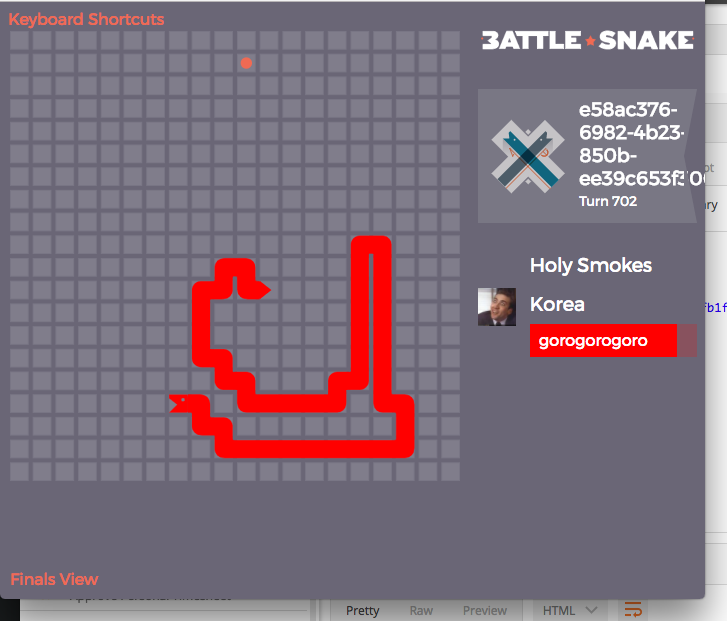 Keyboard Shortcuts
BATTLE SNAKE
e58ac376-
6982-4b23-
850b-
ee39c653f
Turn 702
Holy Smokes
Korea
gorogorogoro
Finals View
Pretty
Raw
Preview
HTML